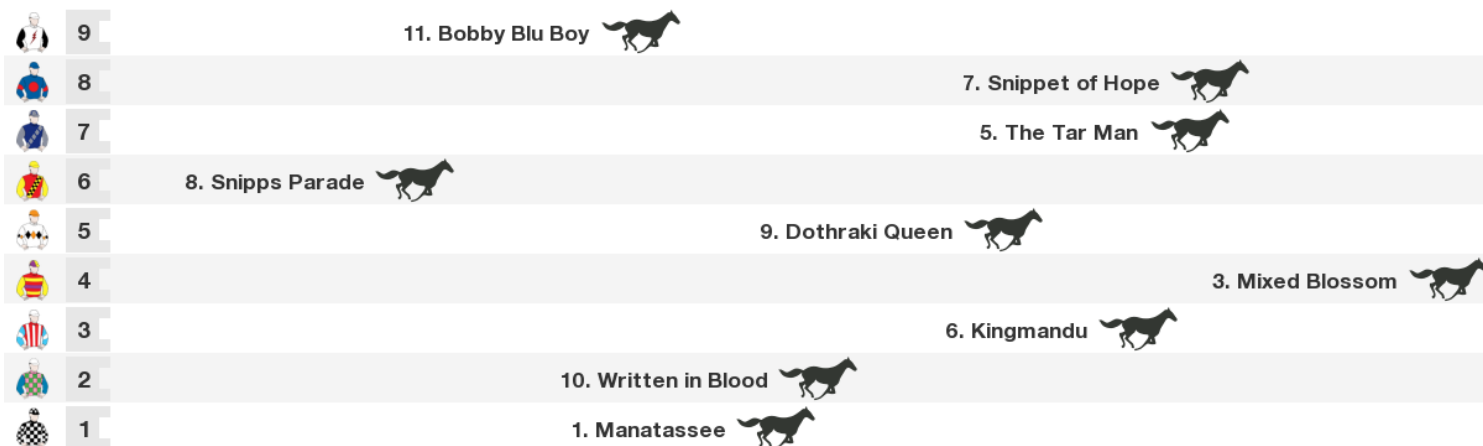 9 11. Bobby Blu Boy
8 7. Snippet of Hope
7 5. The Tar Man
6 8. Snipps Parade
5 9. Dothraki Queen
4 3. Mixed Blossom
3 6. Kingmandu
2 10. Written in Blood
1 1. Manatassee